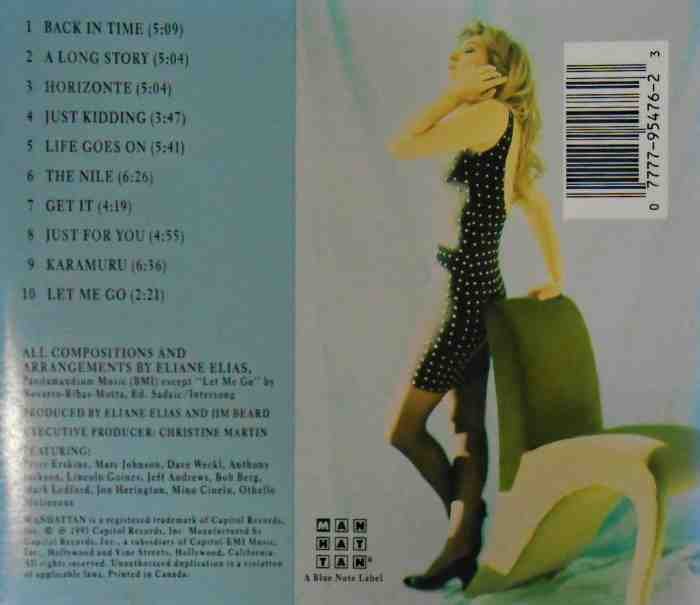 1 BACK IN TIME (5:09)
2 A LONG STORY (5:04)
3 HORIZONTE (5:04)
4 JUST KIDDING (3:47)
5 LIFE GOES ON (5:41)
6 THE NILE (6:26)
7 GET IT (4:19)
8 JUST FOR YOU (4:55)
9 KARAMURU (6:36)
10 LET ME GO (2:21)
ALL COMPOSITIONS AND
ARRANGEMENTS BY ELIANE ELIAS,
Pandamandium Music (BMI) except "Let Me Go" by
Novarro-Ribas-Motta, Ed. Sadaic/Intersong
PRODUCED BY ELIANE ELIAS AND JIM BEARD
EXECUTIVE PRODUCER: CHRISTINE MARTIN
FEATURING:
Peter Erskine, Marc Johnson, Dave Weckl, Anthony
Jackson, Lincoln Goines, Jeff Andrews, Bob Berg,
Mark Ledford, Jon Herington, Mino Cinelu, Othello
Molineaux
MANHATTAN is a registered trademark of Capitol Records,
Inc. © ℗ 1991 Capitol Records, Inc. Manufactured by
Capitol Records, Inc., a subsidiary of Capitol-EMI Music,
Inc., Hollywood and Vine Streets, Hollywood, California.
All rights reserved. Unauthorized duplication is a violation
of applicable laws. Printed in Canada.
MAN
HAT
TAN®
A Blue Note Label
0 7777-95476-2 3